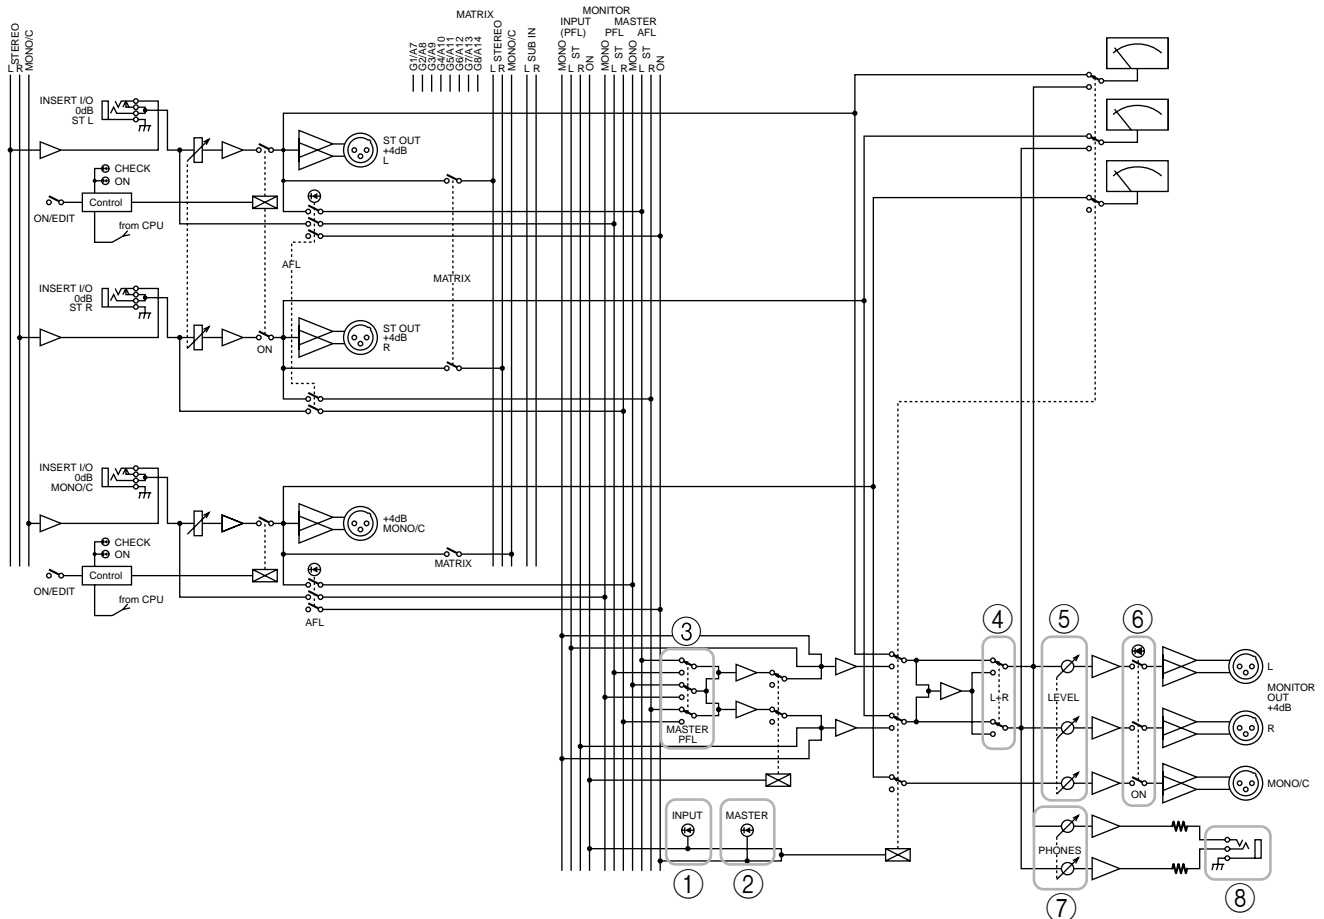 MATRIX
MONITOR
INPUT
(PFL)
MASTER
PFL
AFL
STEREO
L R
MONO/C
G1/A7
G2/A8
G3/A9
G4/A10
G5/A11
G6/A12
G7/A13
G8/A14
STEREO
L R
MONO/C
SUB IN
L R
MONO
ST
L R
ON
MONO
ST
L R
MONO
ST
L R
ON
INSERT I/O
0dB
ST L
ST OUT
+4dB
L
CHECK
ON
Control
ON/EDIT
from CPU
AFL
MATRIX
INSERT I/O
0dB
ST R
ON
ST OUT
+4dB
R
INSERT I/O
0dB
MONO/C
+4dB
MONO/C
CHECK
ON
Control
ON/EDIT
from CPU
MATRIX
AFL
3
MASTER
PFL
4
L+R
5
LEVEL
6
ON
L
MONITOR
OUT
+4dB
R
MONO/C
INPUT
1
MASTER
2
PHONES
7
8